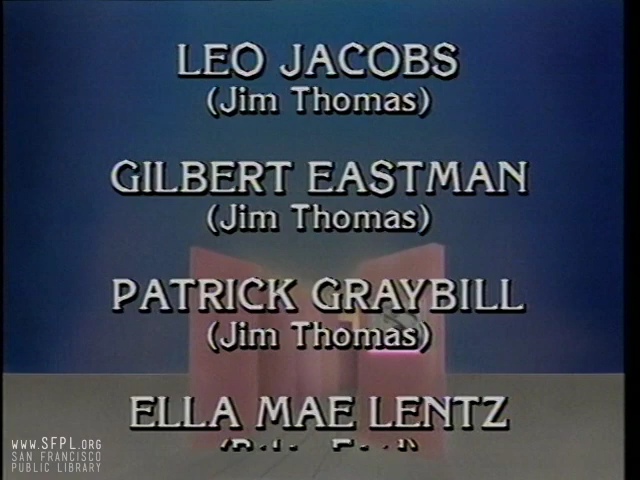 LEO JACOBS
(Jim Thomas)
GILBERT EASTMAN
(Jim Thomas)
PATRICK GRAYBILL
(Jim Thomas)
ELLA MAE LENTZ
www.SFPL.ORG
SAN FRANCISCO
PUBLIC LIBRARY